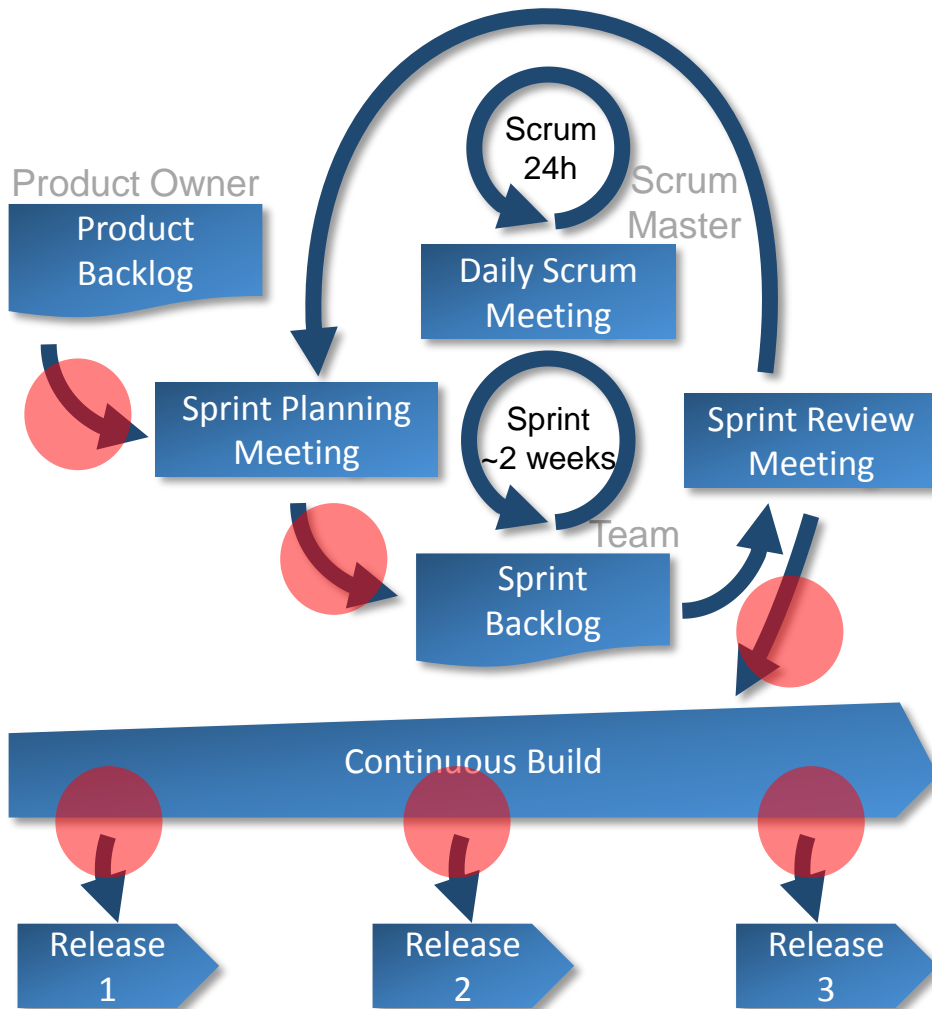 Scrum
24h
Product Owner
Scrum
Master
Product
Backlog
Daily Scrum
Meeting
Sprint Planning
Meeting
Sprint
~2 weeks
Sprint Review
Meeting
Team
Sprint
Backlog
Continuous Build
Release
1
Release
2
Release
3